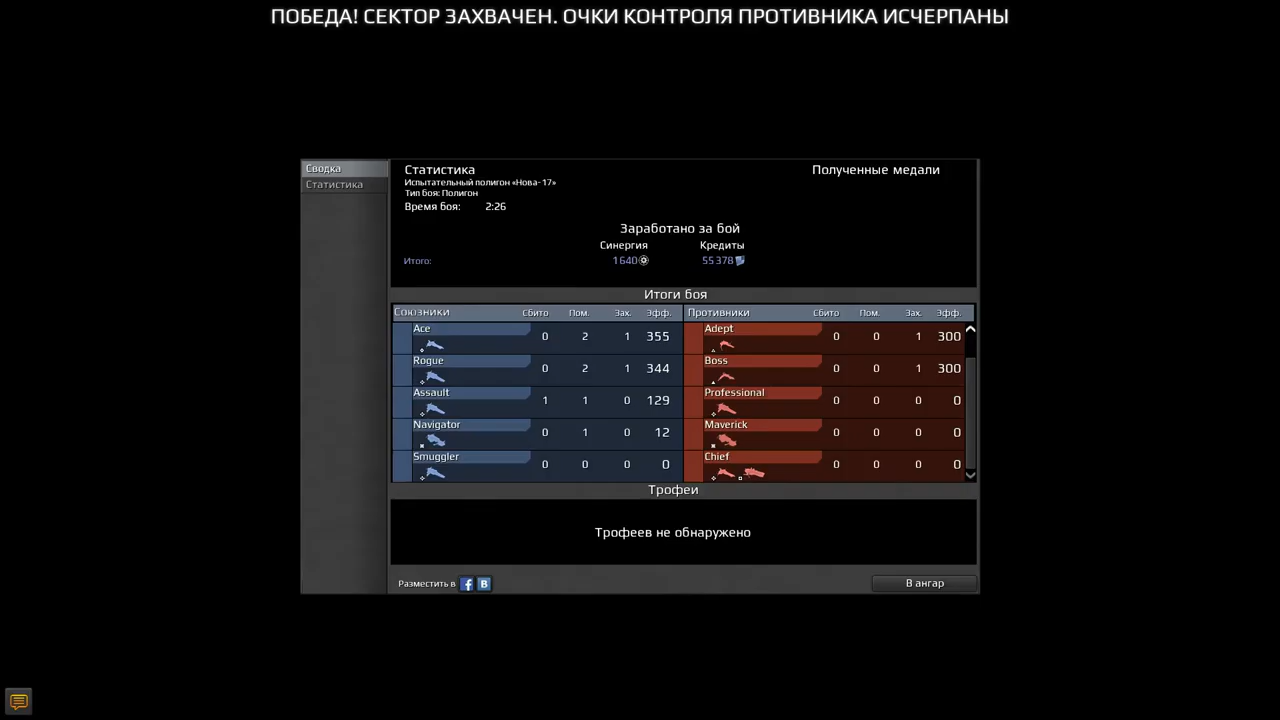 ПОБЕДА! СЕКТОР ЗАХВАЧЕН. ОЧКИ КОНТРОЛЯ ПРОТИВНИКА ИСЧЕРПАНЫ
Сводка
Статистика
Статистика
Полученные медали
Испытательный полигон «Нова-17»
Тип боя: Полигон
Время боя: 2:26
Заработано за бой
Синергия Кредиты
Итого: 1640 55378
Итоги боя
Союзники Сбито Пом. Зах. Эфф. Противники Сбито Пом. Зах. Эфф.
Ace 0 2 1 355 Adept 0 0 1 300
Rogue 0 2 1 344 Boss 0 0 1 300
Assault 1 1 0 129 Professional 0 0 0 0
Navigator 0 1 0 12 Maverick 0 0 0 0
Smuggler 0 0 0 0 Chief 0 0 0 0
Трофеи
Трофеев не обнаружено
Разместить в f B
В ангар